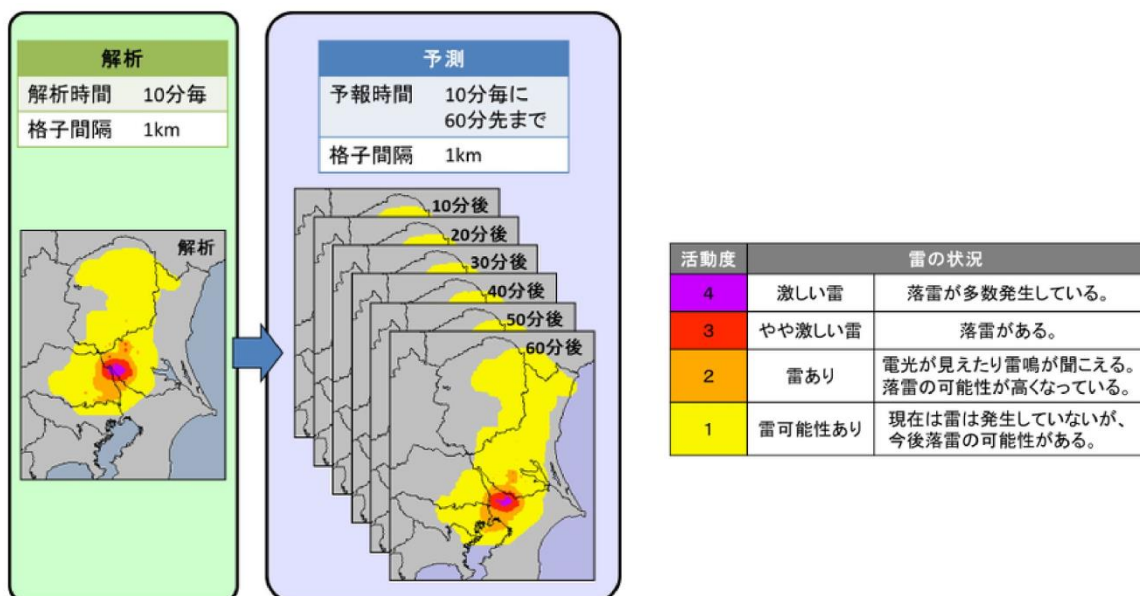 解析
解析時間 10分毎
格子間隔 1km
解析
予測
予報時間 10分毎に
60分先まで
格子間隔 1km
10分後
20分後
30分後
40分後
50分後
60分後
活動度 雷の状況
4 激しい雷 落雷が多数発生している。
3 やや激しい雷 落雷がある。
2 雷あり 電光が見えたり雷鳴が聞こえる。
落雷の可能性が高くなっている。
1 雷可能性あり 現在は雷は発生していないが、
今後落雷の可能性がある。